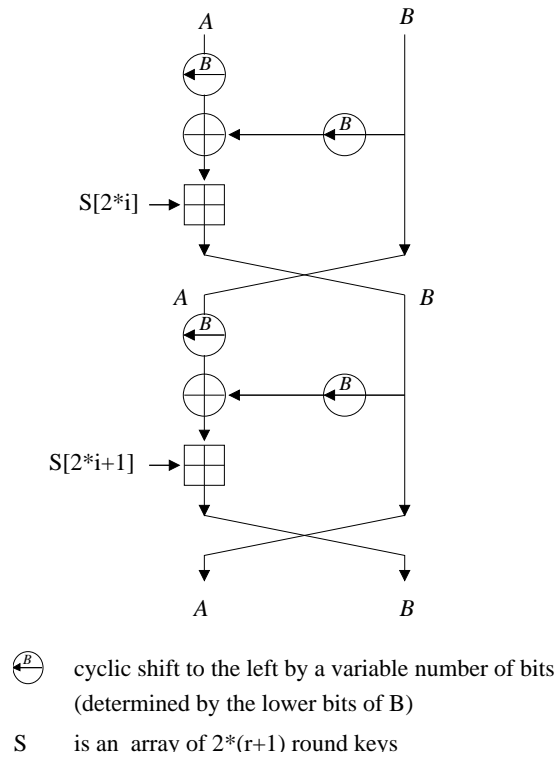 A B
B
B
S[2*i]
A B
B
B
S[2*i+1]
A B
B cyclic shift to the left by a variable number of bits
(determined by the lower bits of B)
S is an array of 2*(r+1) round keys